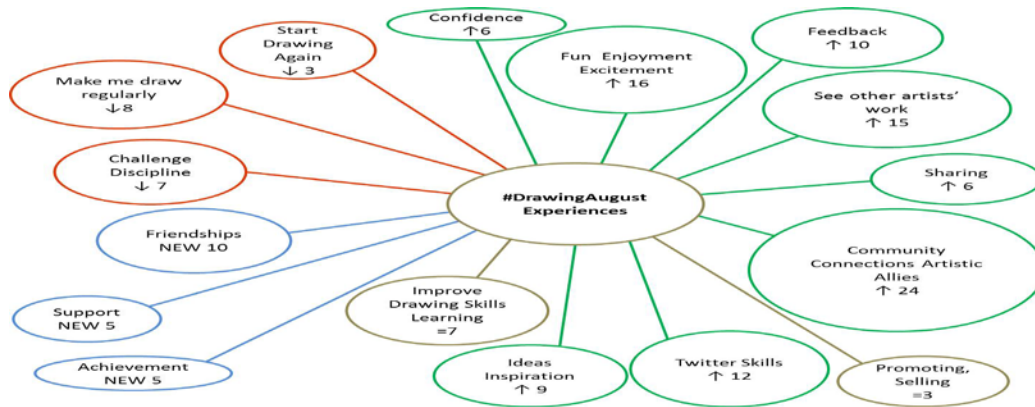 Confidence
↑6
Start
Drawing
Again
↓ 3
Fun Enjoyment
Excitement
↑ 16
Feedback
↑ 10
Make me draw
regularly
↓8
See other artists'
work
↑ 15
Challenge
Discipline
↓ 7
Sharing
↑ 6
#DrawingAugust
Experiences
Friendships
NEW 10
Community
Connections Artistic
Allies
↑ 24
Support
NEW 5
Improve
Drawing Skills
Learning
=7
Achievement
NEW 5
Ideas
Inspiration
↑ 9
Twitter Skills
↑ 12
Promoting,
Selling
=3